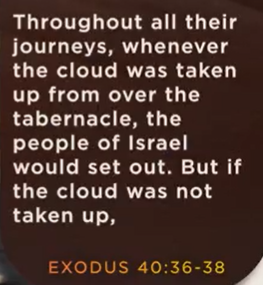 Throughout all their
journeys, whenever
the cloud was taken
up from over the
tabernacle, the
people of Israel
would set out. But if
the cloud was not
taken up,
EXODUS 40:36-38